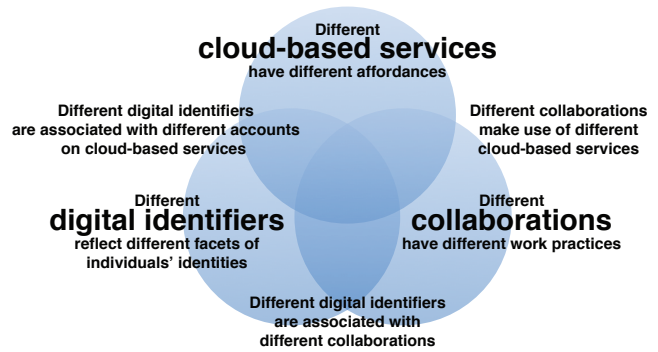 Different
cloud-based services
have different affordances
Different digital identifiers
are associated with different accounts
on cloud-based services
Different collaborations
make use of different
cloud-based services
Different
digital identifiers
reflect different facets of
individuals' identities
Different
collaborations
have different work practices
Different digital identifiers
are associated with
different collaborations